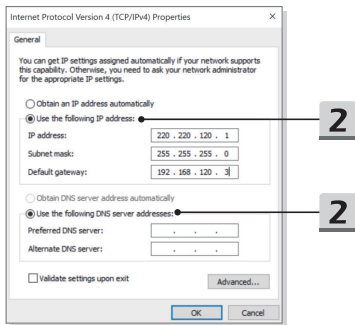 Internet Protocol Version 4 (TCP/IPv4) Properties
General
You can get IP settings assigned automatically if your network supports
this capability. Otherwise, you need to ask your network administrator
for the appropriate IP settings.
Obtain an IP address automatically
Use the following IP address:
2
IP address: 220 . 220 . 120 . 1
Subnet mask: 255 . 255 . 255 . 0
Default gateway: 192 . 168 . 120 . 3
Obtain DNS server address automatically
Use the following DNS server addresses:
2
Preferred DNS server: . . .
Alternate DNS server: . . .
Validate settings upon exit
Advanced...
OK Cancel